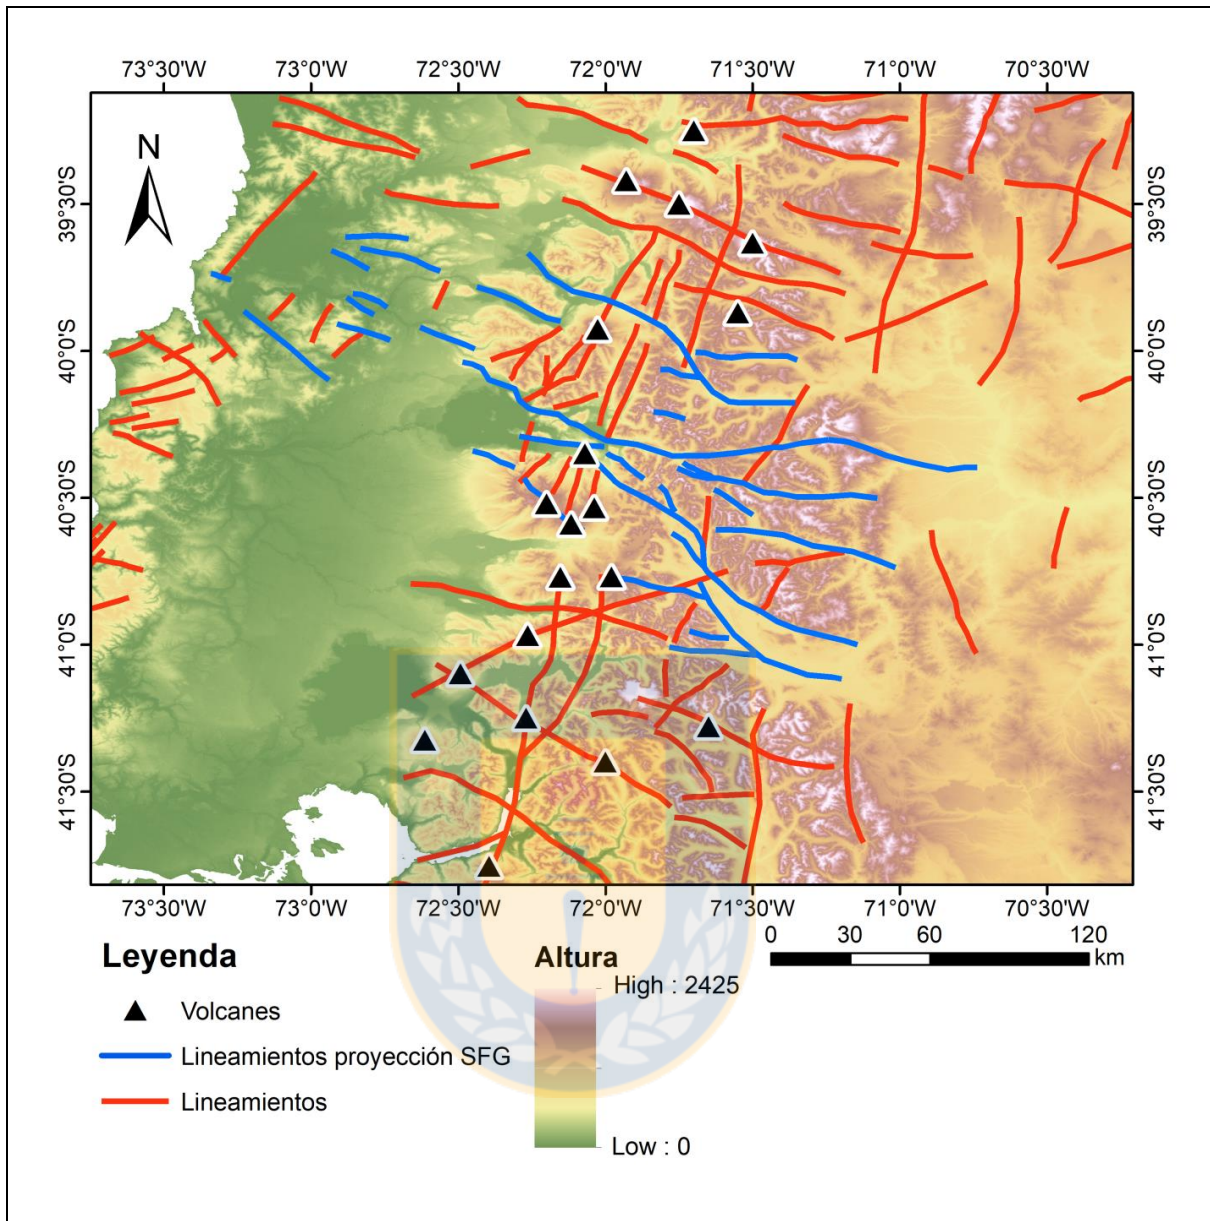 73°30'W 73°0'W 72°30'W 72°0'W 71°30'W 71°0'W 70°30'W
N
39°30'S 39°30'S
40°0'S 40°0'S
40°30'S 40°30'S
41°0'S 41°0'S
41°30'S 41°30'S
73°30'W 73°0'W 72°30'W 72°0'W 71°30'W 71°0'W 70°30'W
0 30 60 120
km
Leyenda
Volcanes
Lineamientos proyección SFG
Lineamientos
Altura
High : 2425
Low : 0